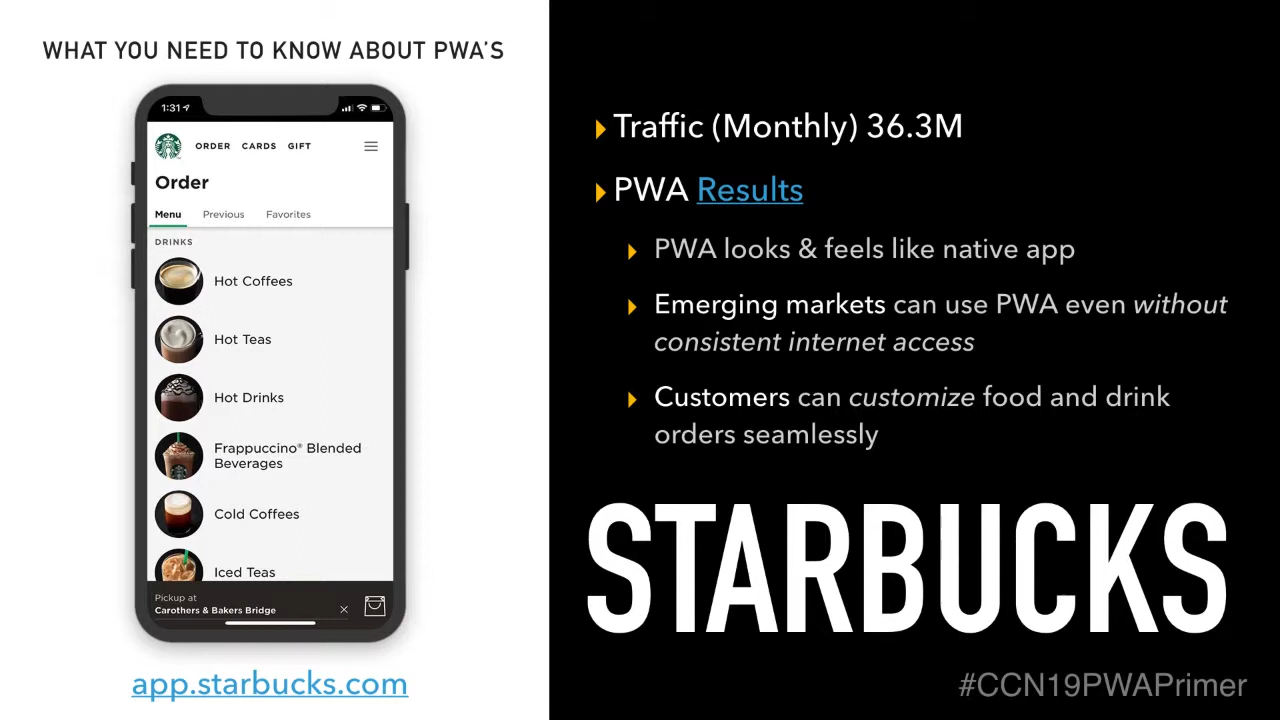 WHAT YOU NEED TO KNOW ABOUT PWA'S
1:31
ORDER CARDS GIFT
Order
Menu Previous Favorites
DRINKS
Hot Coffees
Hot Teas
Hot Drinks
Frappuccino® Blended
Beverages
Cold Coffees
Iced Teas
Pickup at
Carothers & Bakers Bridge
app.starbucks.com
Traffic (Monthly) 36.3M
PWA Results
PWA looks & feels like native app
Emerging markets can use PWA even without
consistent internet access
Customers can customize food and drink
orders seamlessly
STARBUCKS
#CCN19PWAPrimer